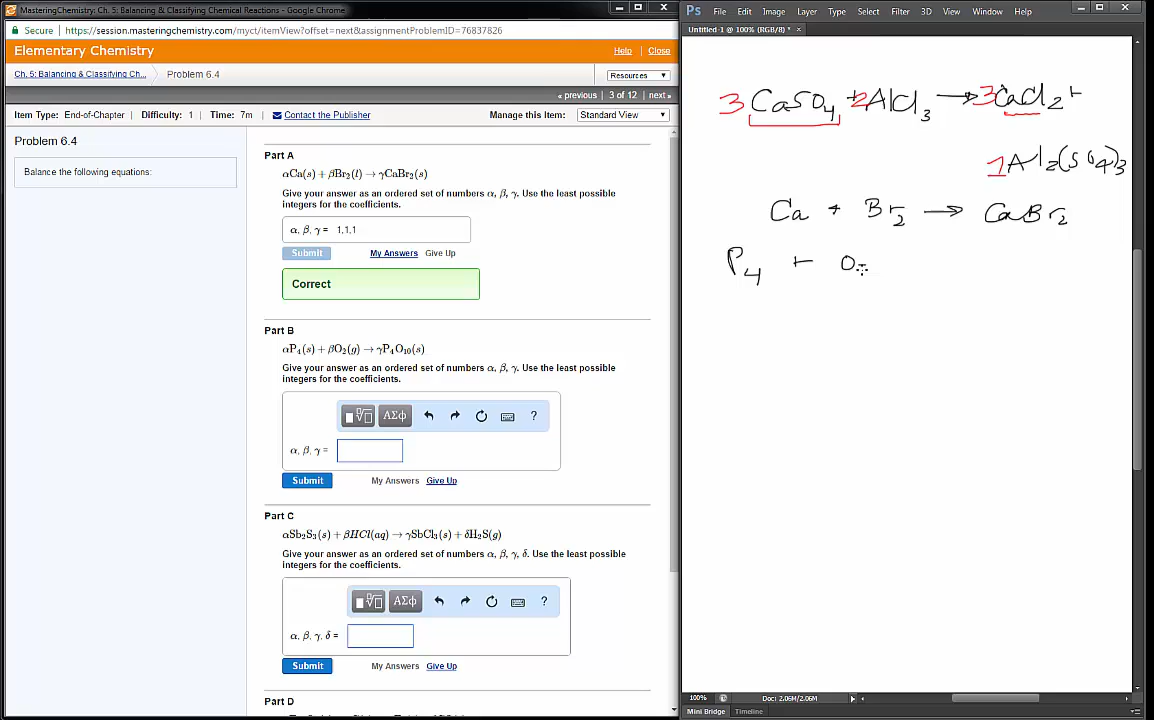 MasteringChemistry: Ch. 5: Balancing & Classifying Chemical Reactions - Google Chrome
Secure | https://session.masteringchemistry.com/myct/itemView?offset=next&assignmentProblemID=76837826
Elementary Chemistry
Help | Close
Ch. 5: Balancing & Classifying Ch... Problem 6.4
Resources
« previous | 3 of 12 | next »
Item Type: End-of-Chapter | Difficulty: 1 | Time: 7m | Contact the Publisher
Manage this Item: Standard View
Problem 6.4
Balance the following equations:
Part A
αCa(s) + βBr₂(l) → γCaBr₂(s)
Give your answer as an ordered set of numbers α, β, γ. Use the least possible
integers for the coefficients.
α, β, γ = 1,1,1
Submit My Answers Give Up
Correct
Part B
αP₄(s) + βO₂(g) → γP₄O₁₀(s)
Give your answer as an ordered set of numbers α, β, γ. Use the least possible
integers for the coefficients.
ΑΣϕ ?
α, β, γ =
Submit My Answers Give Up
Part C
αSb₂S₃(s) + βHCl(aq) → γSbCl₃(s) + δH₂S(g)
Give your answer as an ordered set of numbers α, β, γ, δ. Use the least possible
integers for the coefficients.
ΑΣϕ ?
α, β, γ, δ =
Submit My Answers Give Up
Part D
Ps File Edit Image Layer Type Select Filter 3D View Window Help
Untitled-1 @ 100% (RGB/8) * ×
3 CaSO₄ + 2 AlCl₃ → 3 CaCl₂ +
1 Al₂(SO₄)₃
Ca + Br₂ → CaBr₂
P₄ + O
100% Doc: 2.06M/2.06M
Mini Bridge Timeline